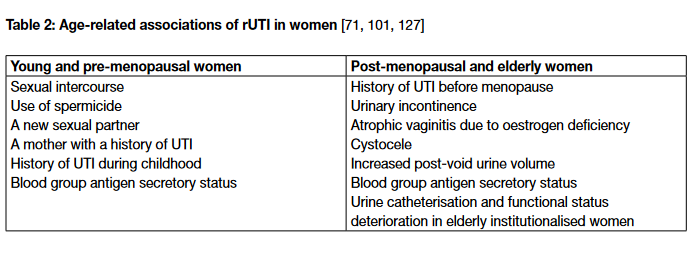 Table 2: Age-related associations of rUTI in women [71, 101, 127]
Young and pre-menopausal women
Sexual intercourse
Use of spermicide
A new sexual partner
A mother with a history of UTI
History of UTI during childhood
Blood group antigen secretory status
Post-menopausal and elderly women
History of UTI before menopause
Urinary incontinence
Atrophic vaginitis due to oestrogen deficiency
Cystocele
Increased post-void urine volume
Blood group antigen secretory status
Urine catheterisation and functional status
deterioration in elderly institutionalised women